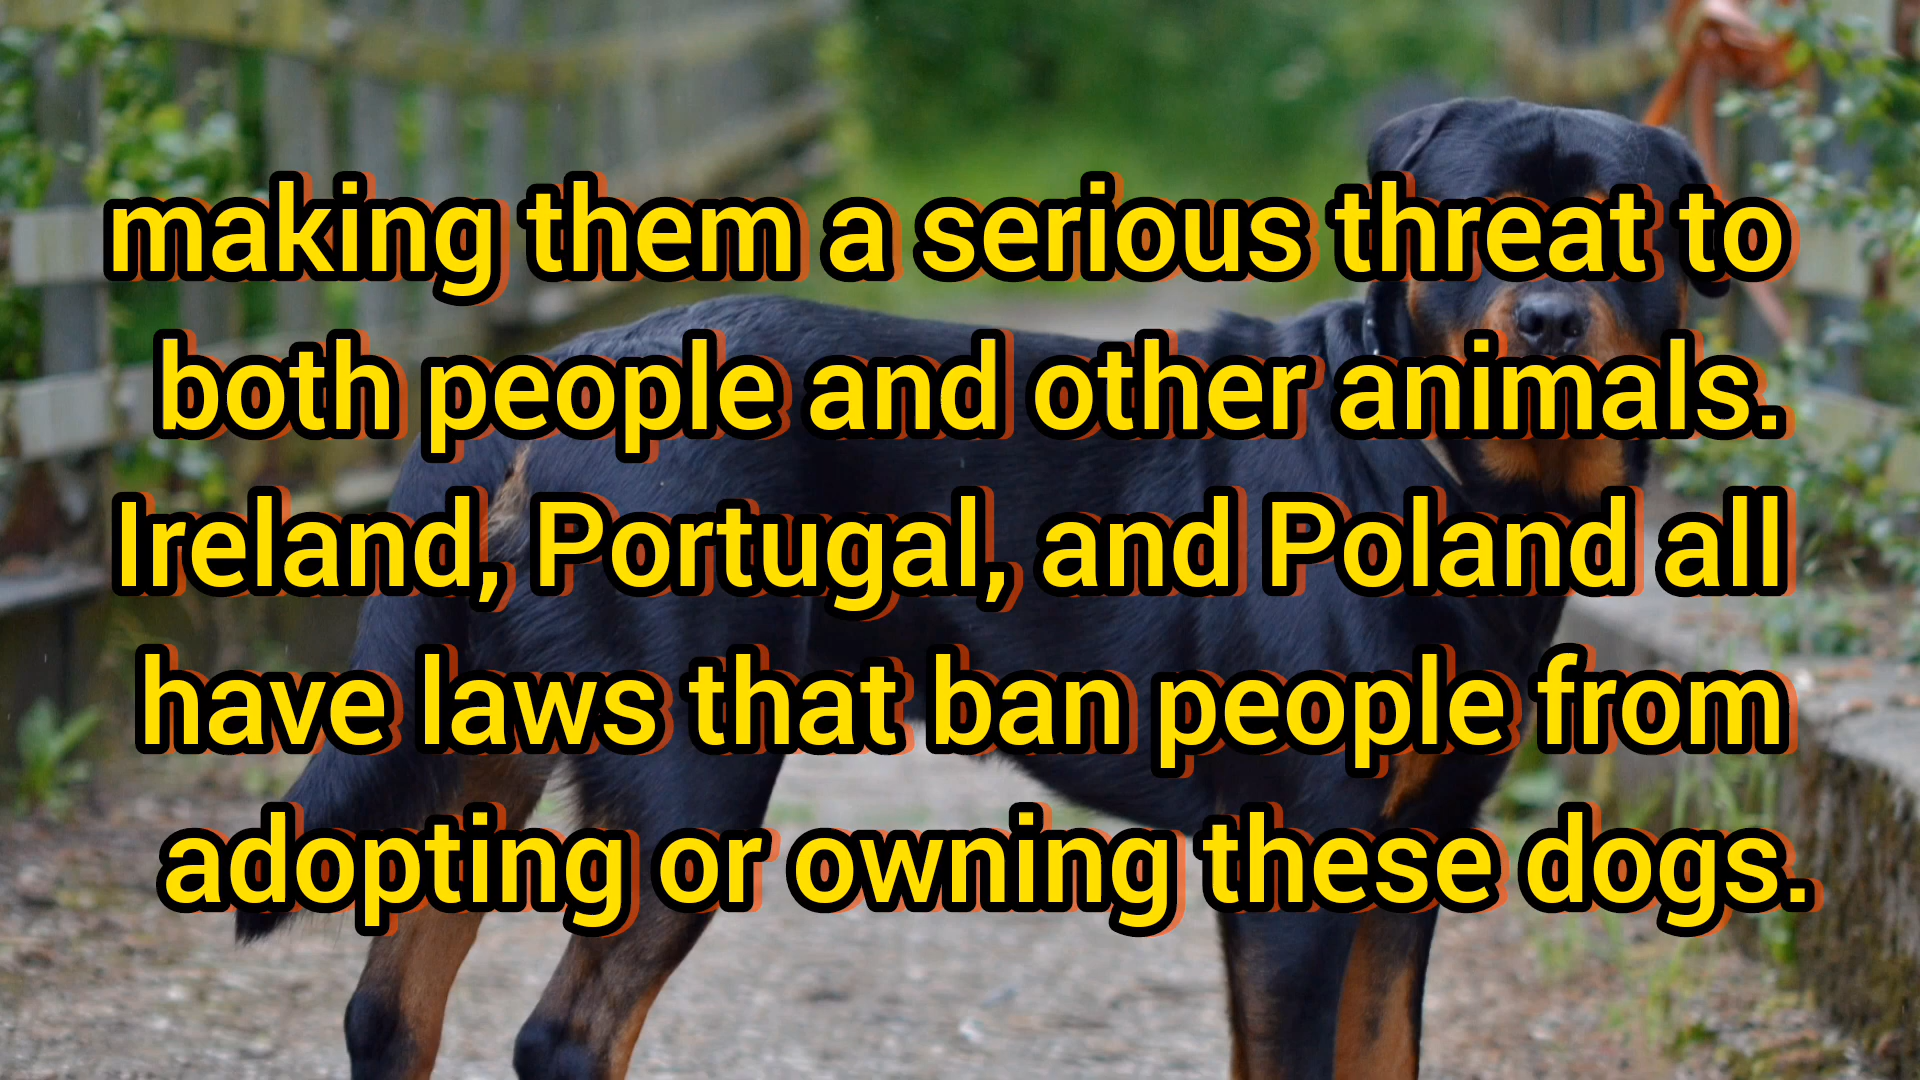 making them a serious threat to
both people and other animals.
Ireland, Portugal, and Poland all
have laws that ban people from
adopting or owning these dogs.